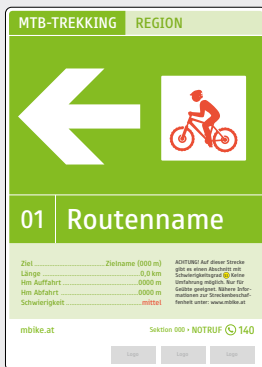 MTB-TREKKING REGION
01 Routenname
Ziel Zielname (000 m)
Länge 0,0 km
Hm Auffahrt 0000 m
Hm Abfahrt 0000 m
Schwierigkeit mittel
ACHTUNG! Auf dieser Strecke
gibt es einen Abschnitt mit
Schwierigkeitsgrad Keine
Umfahrung möglich. Nur für
Geübte geeignet. Nähere Infor-
mationen zur Streckenbeschaf-
fenheit unter: www.mbike.at
mbike.at Sektion 000 • NOTRUF 140
Logo Logo Logo